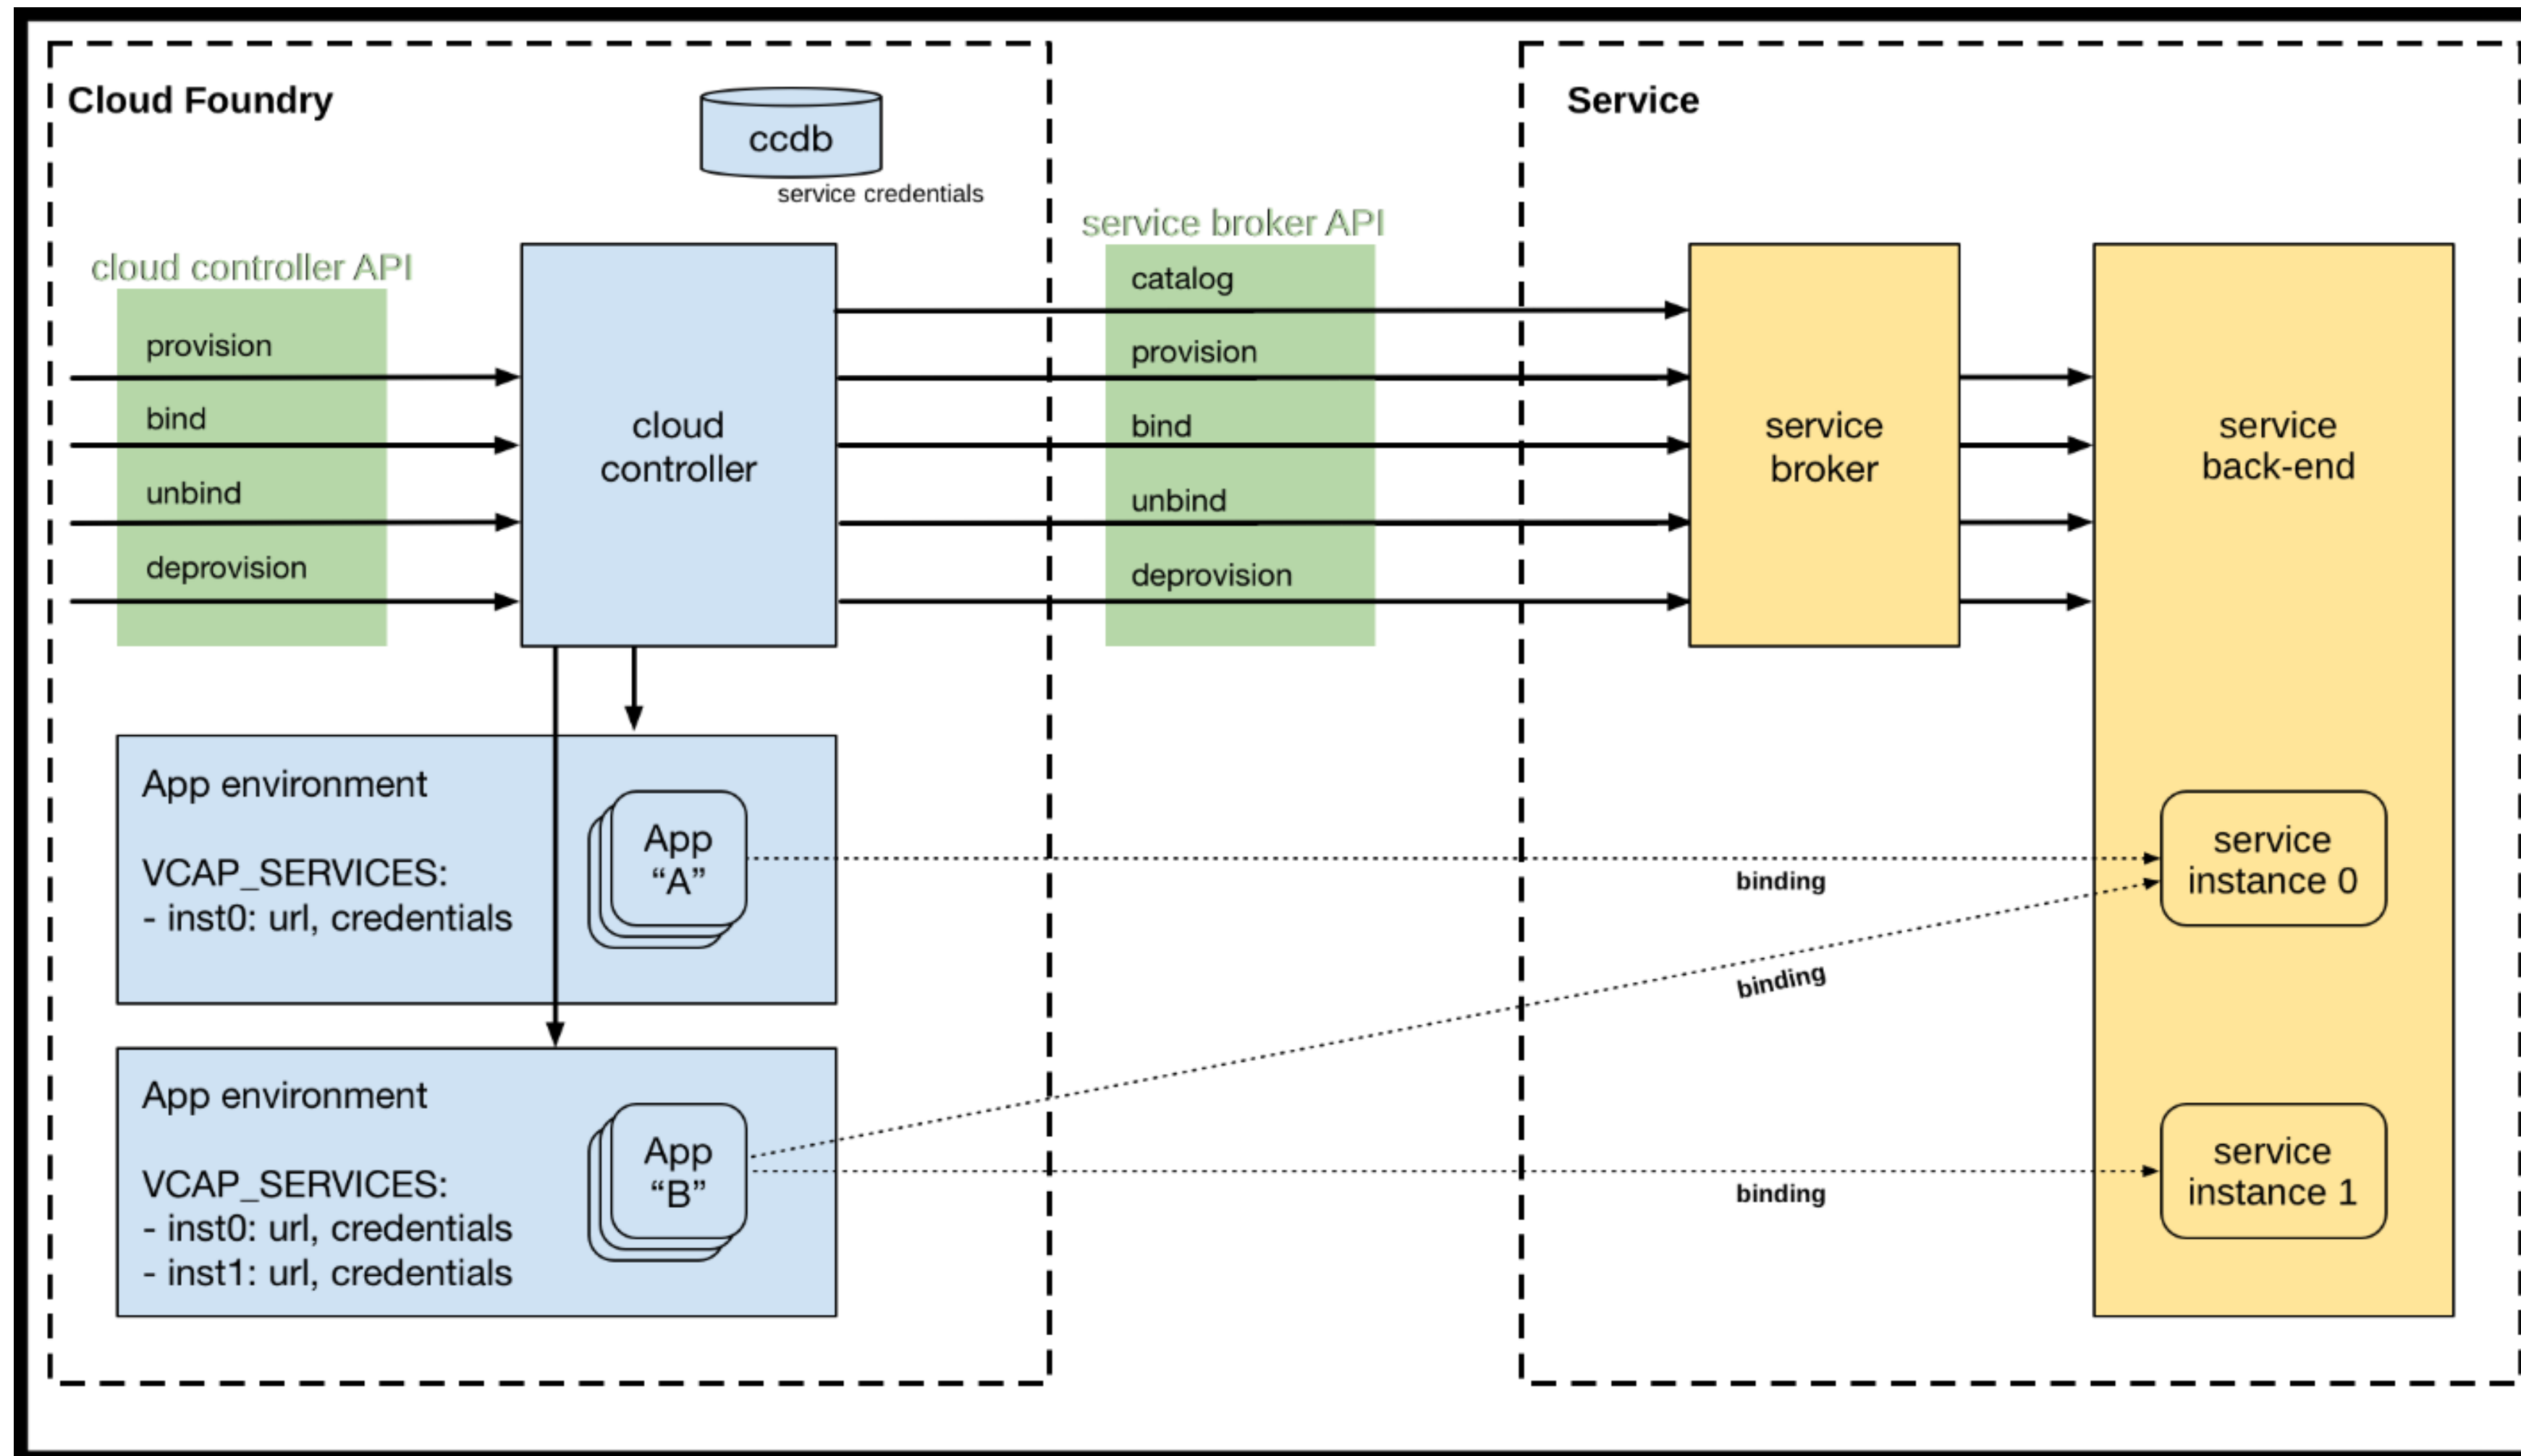 Cloud Foundry
ccdb
service credentials
cloud controller API
provision
bind
unbind
deprovision
cloud
controller
service broker API
catalog
provision
bind
unbind
deprovision
Service
service
broker
service
back-end
App environment
VCAP_SERVICES:
- inst0: url, credentials
App
“A”
binding
service
instance 0
binding
App environment
VCAP_SERVICES:
- inst0: url, credentials
- inst1: url, credentials
App
“B”
binding
service
instance 1